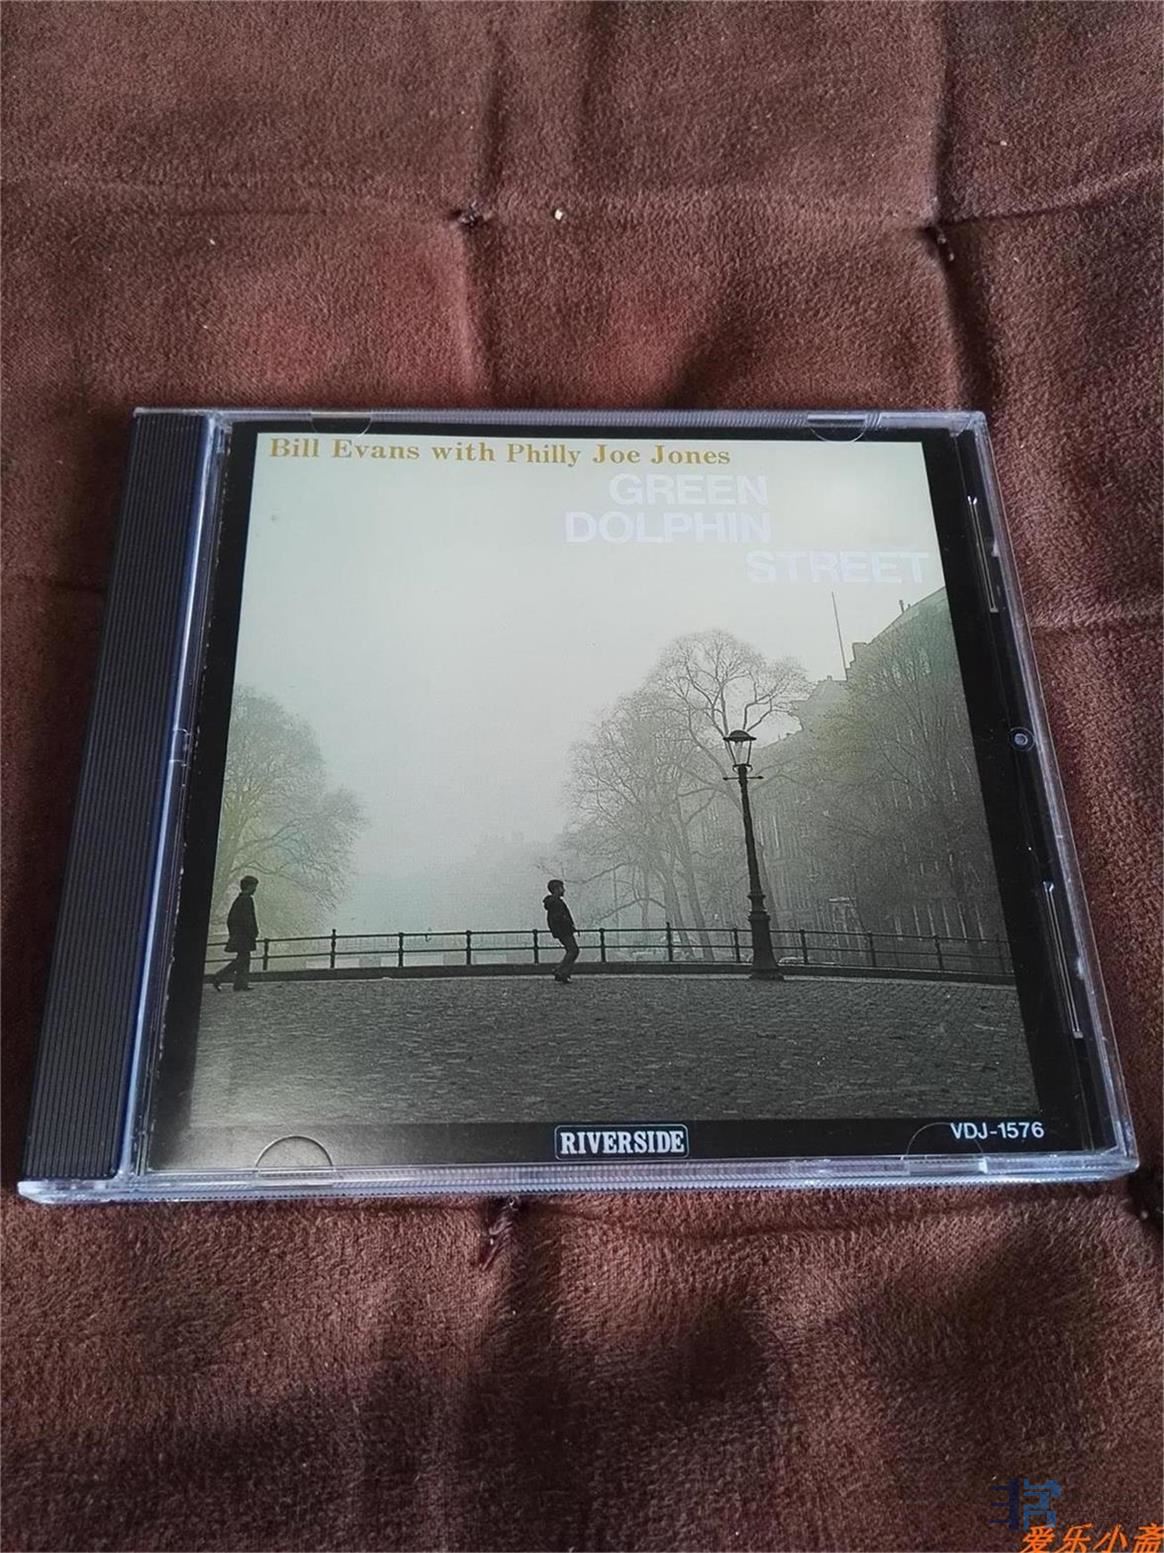 Bill Evans with Philly Joe Jones
GREEN
DOLPHIN
STREET
RIVERSIDE
VDJ-1576
爱乐小斋